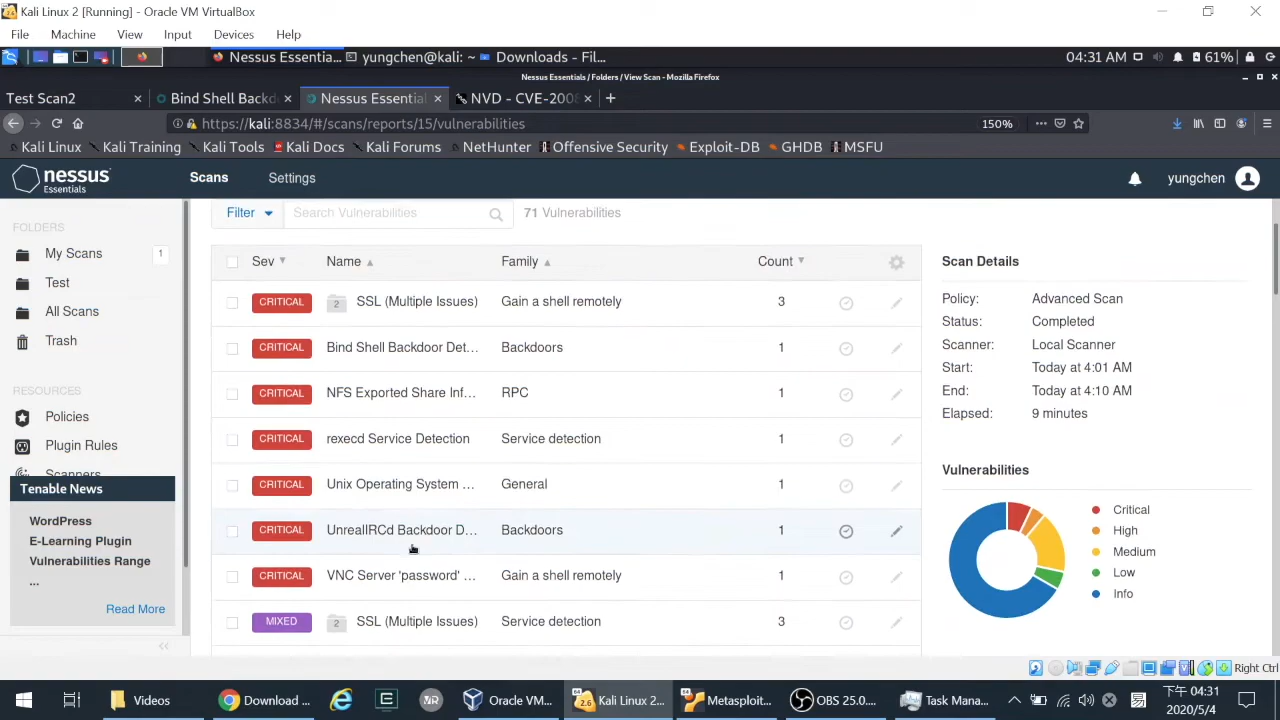 Kali Linux 2 [Running] - Oracle VM VirtualBox
File Machine View Input Devices Help
Nessus Essentia... yungchen@kali: ~ Downloads - Fil... 04:31 AM 61%
Nessus Essentials / Folders / View Scan - Mozilla Firefox
Test Scan2 Bind Shell Backd Nessus Essential NVD - CVE-2008
https://kali:8834/#/scans/reports/15/vulnerabilities 150%
Kali Linux Kali Training Kali Tools Kali Docs Kali Forums NetHunter Offensive Security Exploit-DB GHDB MSFU
nessus Essentials Scans Settings yungchen
FOLDERS
My Scans 1
Test
All Scans
Trash
RESOURCES
Policies
Plugin Rules
Scanners
Tenable News
WordPress
E-Learning Plugin
Vulnerabilities Range
...
Read More
Filter Search Vulnerabilities 71 Vulnerabilities
Sev Name Family Count
CRITICAL 2 SSL (Multiple Issues) Gain a shell remotely 3
CRITICAL Bind Shell Backdoor Det... Backdoors 1
CRITICAL NFS Exported Share Inf... RPC 1
CRITICAL rexecd Service Detection Service detection 1
CRITICAL Unix Operating System ... General 1
CRITICAL UnrealIRCd Backdoor D... Backdoors 1
CRITICAL VNC Server 'password' ... Gain a shell remotely 1
MIXED 2 SSL (Multiple Issues) Service detection 3
Scan Details
Policy: Advanced Scan
Status: Completed
Scanner: Local Scanner
Start: Today at 4:01 AM
End: Today at 4:10 AM
Elapsed: 9 minutes
Vulnerabilities
Critical
High
Medium
Low
Info
Right Ctrl
Videos Download ... Oracle VM... Kali Linux 2... Metasploit... OBS 25.0.... Task Mana...
下午 04:31
2020/5/4